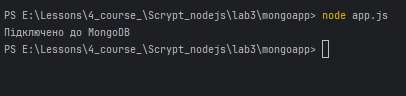 PS E:\Lessons\4_course_\Scrypt_nodejs\lab3\mongoapp> node app.js
Підключено до MongoDB
PS E:\Lessons\4_course_\Scrypt_nodejs\lab3\mongoapp>